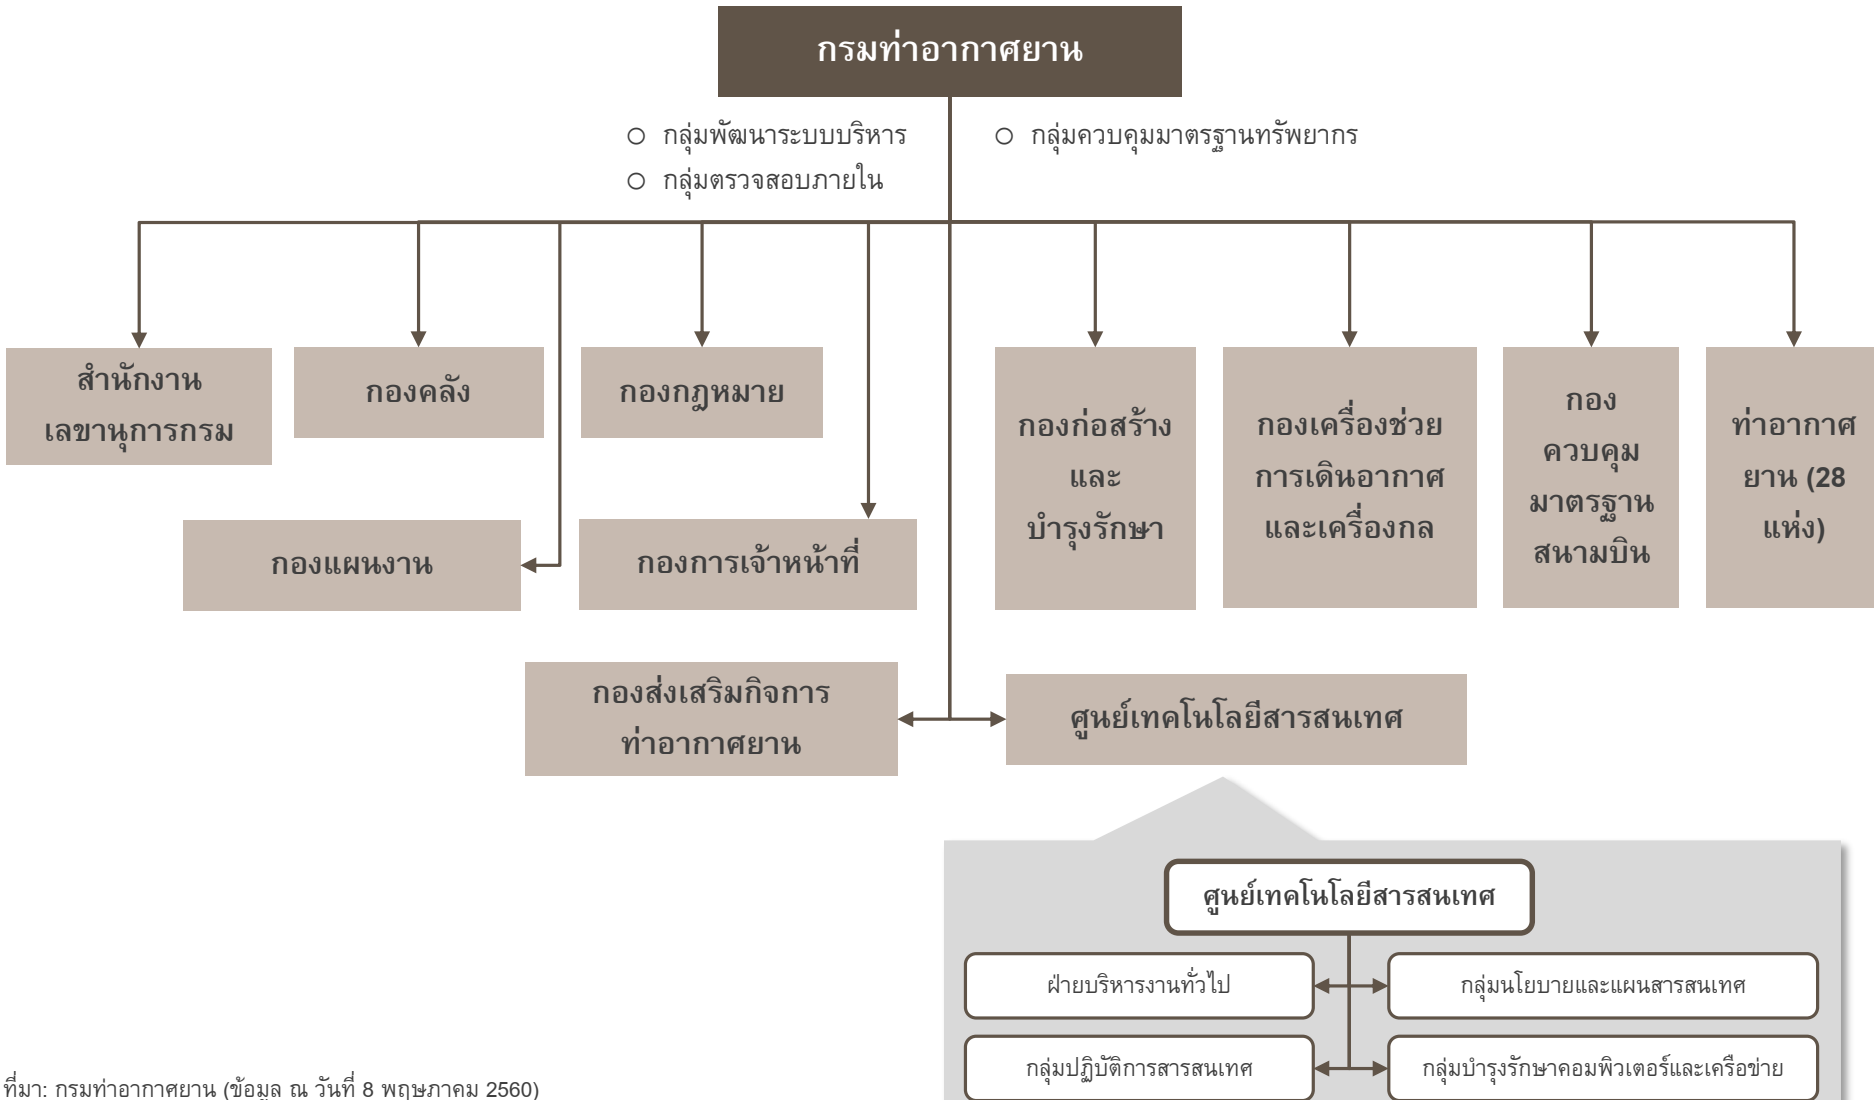 กรมท่าอากาศยาน
กลุ่มพัฒนาระบบบริหาร
กลุ่มตรวจสอบภายใน
กลุ่มควบคุมมาตรฐานทรัพยากร
สำนักงาน
เลขานุการกรม
กองคลัง
กองกฎหมาย
กองก่อสร้าง
และ
บำรุงรักษา
กองเครื่องช่วย
การเดินอากาศ
และเครื่องกล
กอง
ควบคุม
มาตรฐาน
สนามบิน
ท่าอากาศ
ยาน (28
แห่ง)
กองแผนงาน
กองการเจ้าหน้าที่
กองส่งเสริมกิจการ
ท่าอากาศยาน
ศูนย์เทคโนโลยีสารสนเทศ
ศูนย์เทคโนโลยีสารสนเทศ
ฝ่ายบริหารงานทั่วไป
กลุ่มนโยบายและแผนสารสนเทศ
กลุ่มปฏิบัติการสารสนเทศ
กลุ่มบำรุงรักษาคอมพิวเตอร์และเครือข่าย
ที่มา: กรมท่าอากาศยาน (ข้อมูล ณ วันที่ 8 พฤษภาคม 2560)